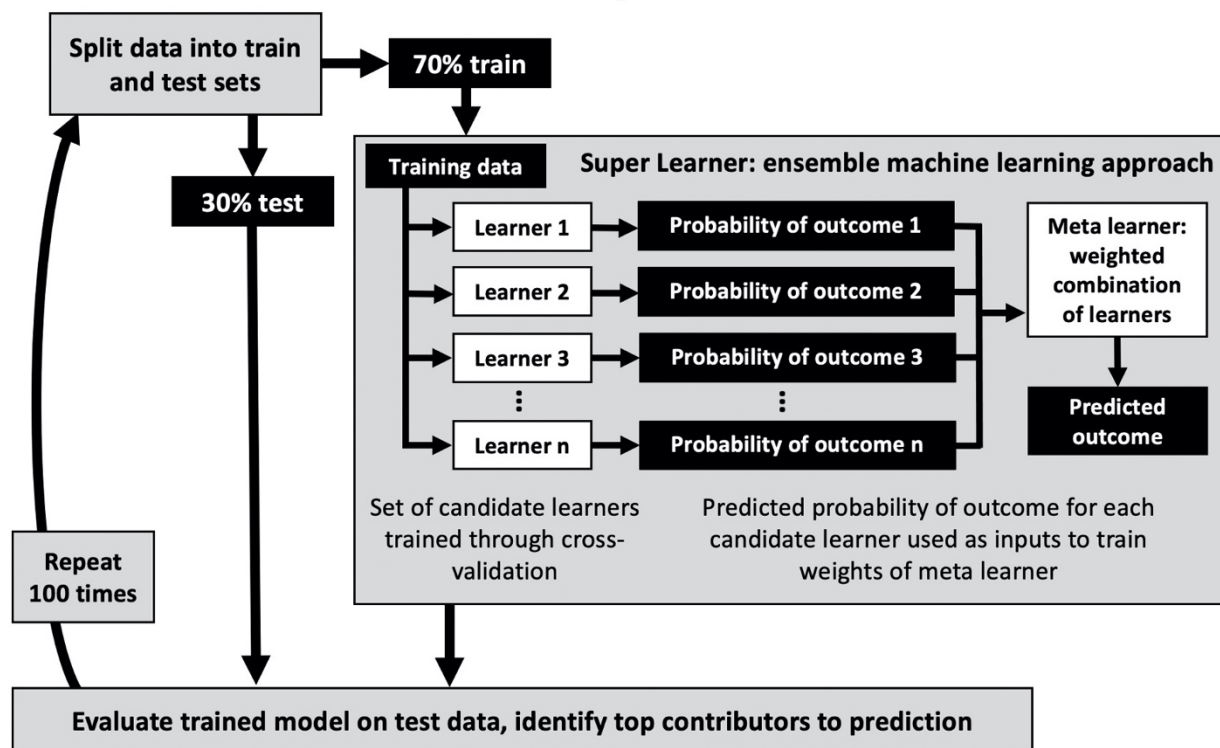 Split data into train
and test sets
70% train
30% test
Training data
Super Learner: ensemble machine learning approach
Learner 1
Probability of outcome 1
Learner 2
Probability of outcome 2
Learner 3
Probability of outcome 3
Learner n
Probability of outcome n
Meta learner:
weighted
combination
of learners
Predicted
outcome
Set of candidate learners
trained through cross-
validation
Predicted probability of outcome for each
candidate learner used as inputs to train
weights of meta learner
Repeat
100 times
Evaluate trained model on test data, identify top contributors to prediction